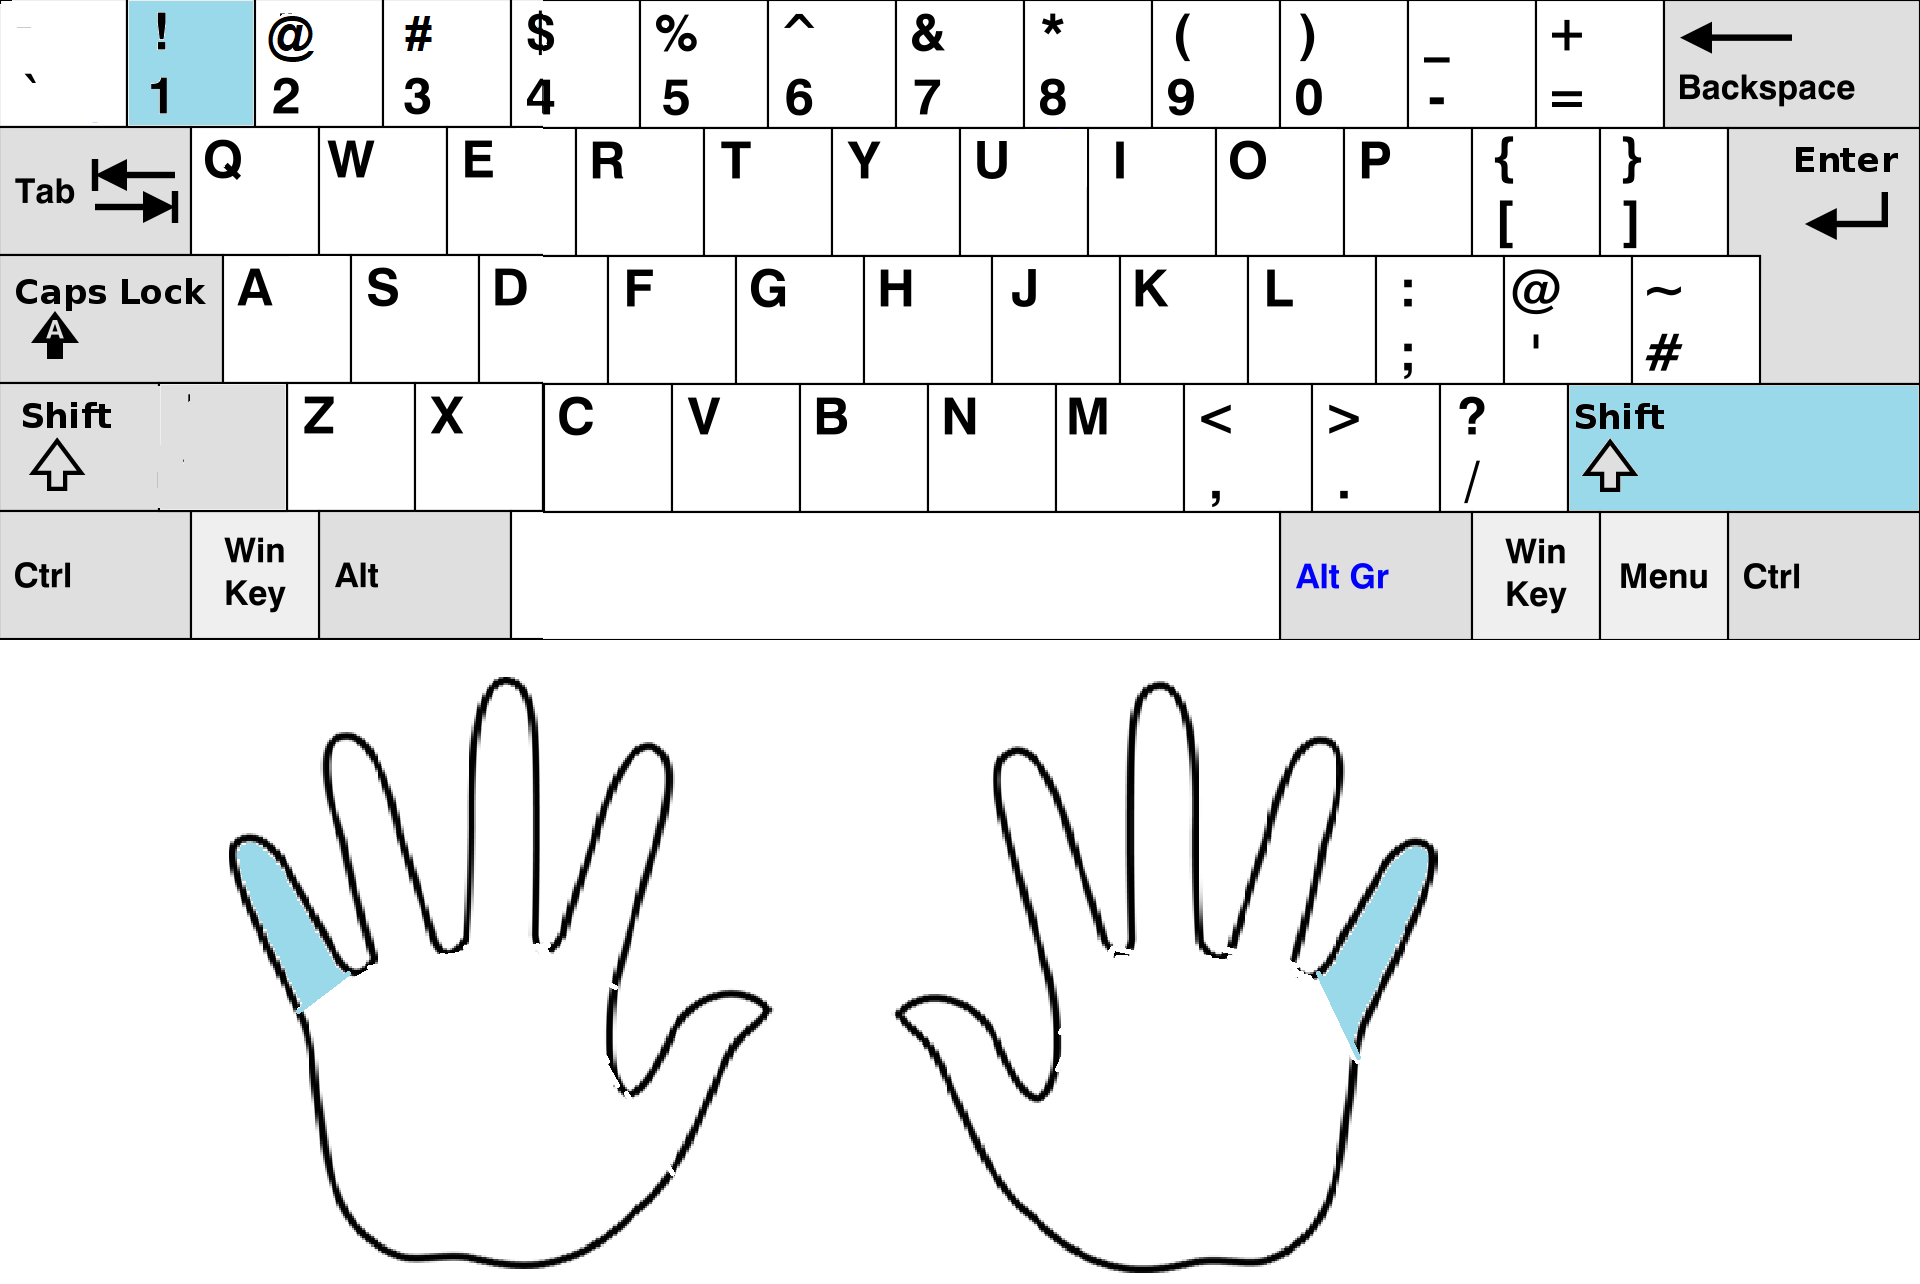 ! @ # $ % ^ & * ( ) _ +
` 1 2 3 4 5 6 7 8 9 0 - = Backspace
Tab Q W E R T Y U I O P { } Enter
[ ]
Caps Lock A S D F G H J K L : @ ~
A ; ' #
Shift Z X C V B N M < > ? Shift
, . /
Ctrl Win Key Alt Alt Gr Win Key Menu Ctrl